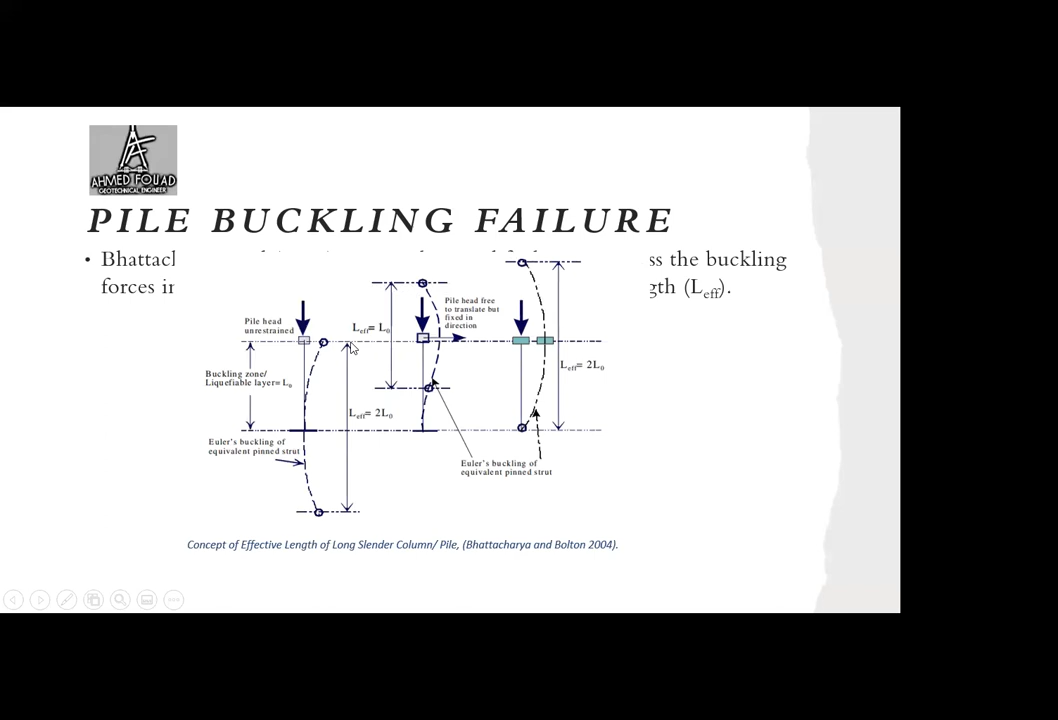 AHMED FOUAD
GEOTECHNICAL ENGINEER
PILE BUCKLING FAILURE
• Bhattacl ss the buckling
forces in gth (Leff).
Pile head
unrestrained
Leff= L0
Pile head free
to translate but
fixed in
direction
Buckling zone/
Liquefiable layer= L0
Leff= 2L0
Leff= 2L0
Euler's buckling of
equivalent pinned strut
Euler's buckling of
equivalent pinned strut
Concept of Effective Length of Long Slender Column/ Pile, (Bhattacharya and Bolton 2004).